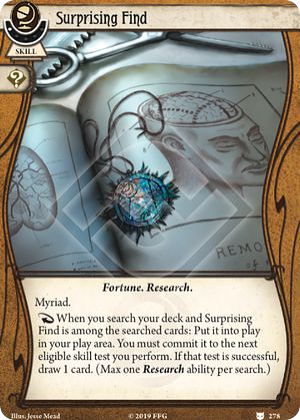 Surprising Find
SKILL
?
REMO
of
Fortune. Research.
Myriad.
When you search your deck and Surprising
Find is among the searched cards: Put it into play
in your play area. You must commit it to the next
eligible skill test you perform. If that test is successful,
draw 1 card. (Max one Research ability per search.)
Illus. Jesse Mead
© 2019 FFG
278